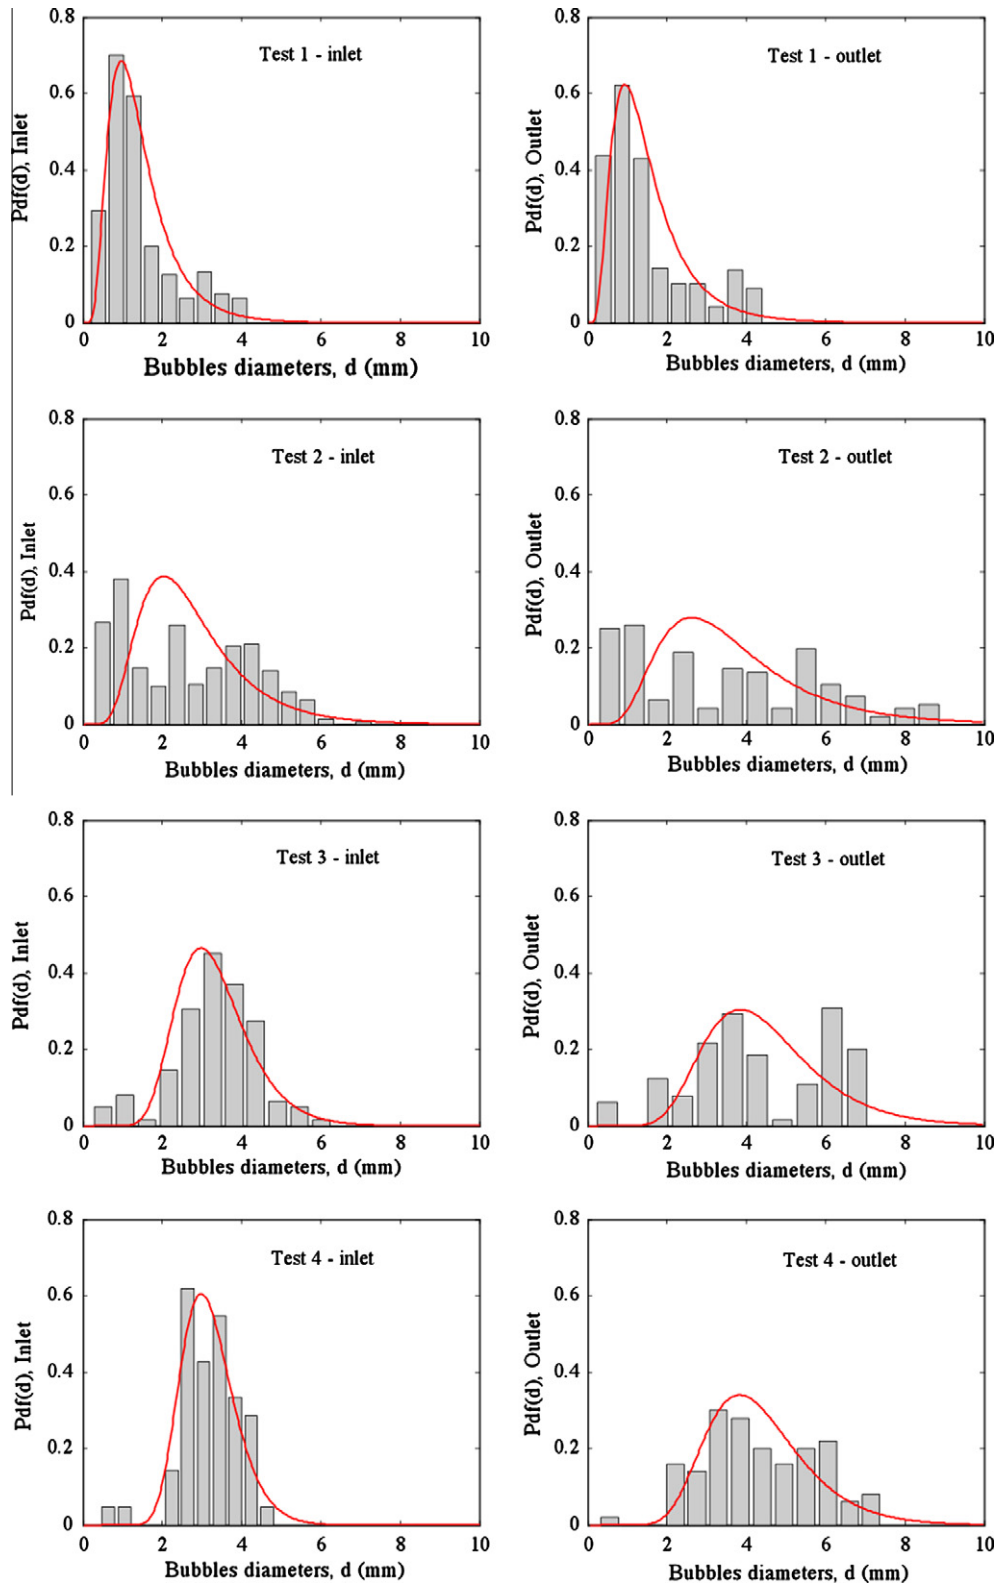 0.8
0.6
0.4
0.2
0
Pdf(d), Inlet
Test 1 - inlet
0 2 4 6 8 10
Bubbles diameters, d (mm)
0.8
0.6
0.4
0.2
0
Pdf(d), Outlet
Test 1 - outlet
0 2 4 6 8 10
Bubbles diameters, d (mm)
0.8
0.6
0.4
0.2
0
Pdf(d), Inlet
Test 2 - inlet
0 2 4 6 8 10
Bubbles diameters, d (mm)
0.8
0.6
0.4
0.2
0
Pdf(d), Outlet
Test 2 - outlet
0 2 4 6 8 10
Bubbles diameters, d (mm)
0.8
0.6
0.4
0.2
0
Pdf(d), Inlet
Test 3 - inlet
0 2 4 6 8 10
Bubbles diameters, d (mm)
0.8
0.6
0.4
0.2
0
Pdf(d), Outlet
Test 3 - outlet
0 2 4 6 8 10
Bubbles diameters, d (mm)
0.8
0.6
0.4
0.2
0
Pdf(d), Inlet
Test 4 - inlet
0 2 4 6 8 10
Bubbles diameters, d (mm)
0.8
0.6
0.4
0.2
0
Pdf(d), Outlet
Test 4 - outlet
0 2 4 6 8 10
Bubbles diameters, d (mm)